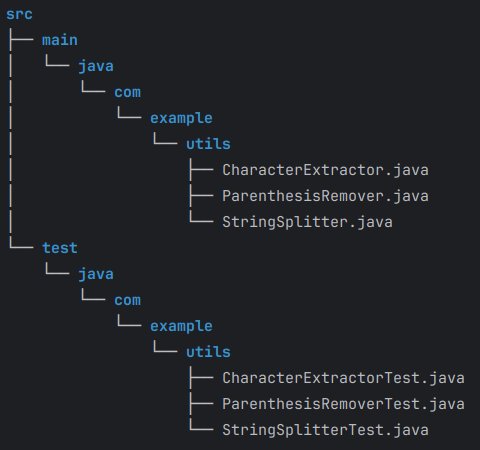 src
├── main
│   └── java
│       └── com
│           └── example
│               └── utils
│                   ├── CharacterExtractor.java
│                   ├── ParenthesisRemover.java
│                   └── StringSplitter.java
└── test
    └── java
        └── com
            └── example
                └── utils
                    ├── CharacterExtractorTest.java
                    ├── ParenthesisRemoverTest.java
                    └── StringSplitterTest.java